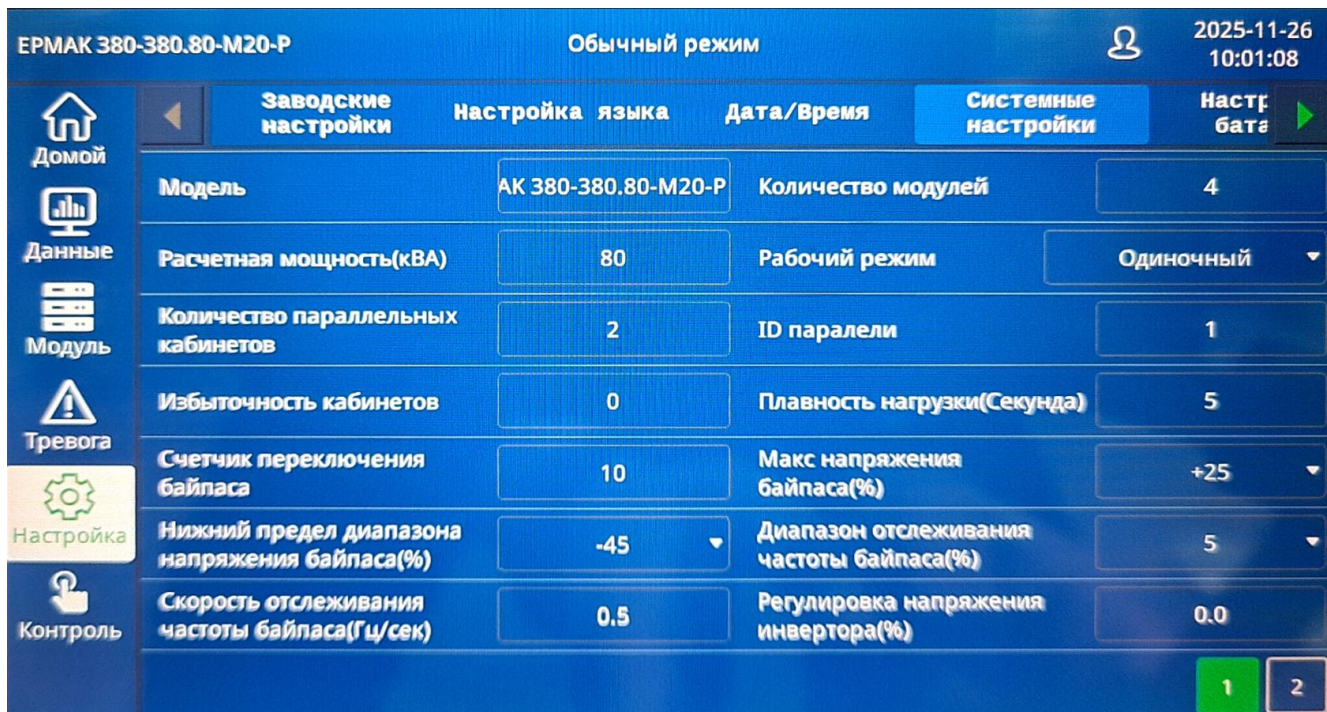 ЕРМАК 380-380.80-М20-Р
Обычный режим
2025-11-26
10:01:08
Домой
Данные
Модуль
Тревога
Настройка
Контроль
Заводские
настройки
Настройка языка
Дата/Время
Системные
настройки
Настр
бата
Модель
АК 380-380.80-М20-Р
Количество модулей
4
Расчетная мощность(кВА)
80
Рабочий режим
Одиночный
Количество параллельных
кабинетов
2
ID паралели
1
Избыточность кабинетов
0
Плавность нагрузки(Секунда)
5
Счетчик переключения
байпаса
10
Макс напряжения
байпаса(%)
+25
Нижний предел диапазона
напряжения байпаса(%)
-45
Диапазон отслеживания
частоты байпаса(%)
5
Скорость отслеживания
частоты байпаса(Гц/сек)
0.5
Регулировка напряжения
инвертора(%)
0.0
1
2